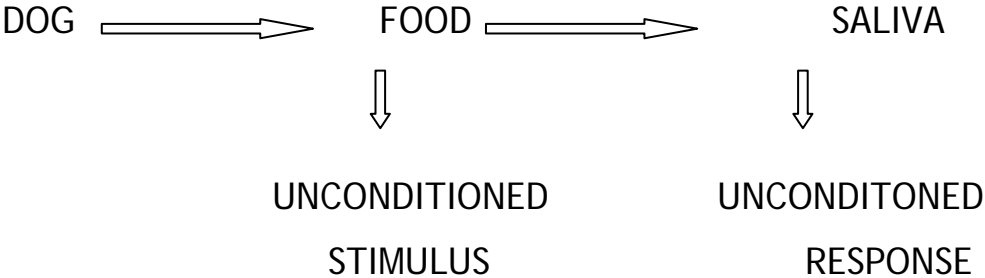 DOG FOOD SALIVA
UNCONDITIONED UNCONDITONED
STIMULUS RESPONSE